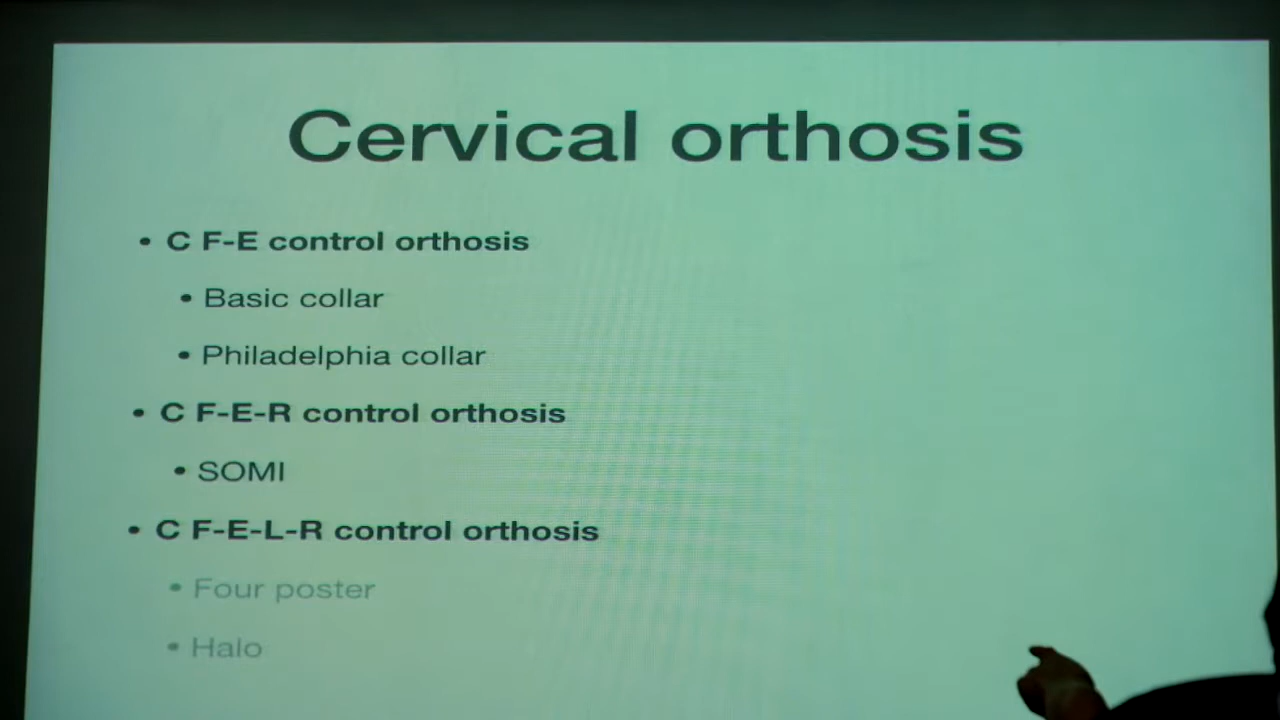 Cervical orthosis
• C F-E control orthosis
• Basic collar
• Philadelphia collar
• C F-E-R control orthosis
• SOMI
• C F-E-L-R control orthosis
• Four poster
• Halo